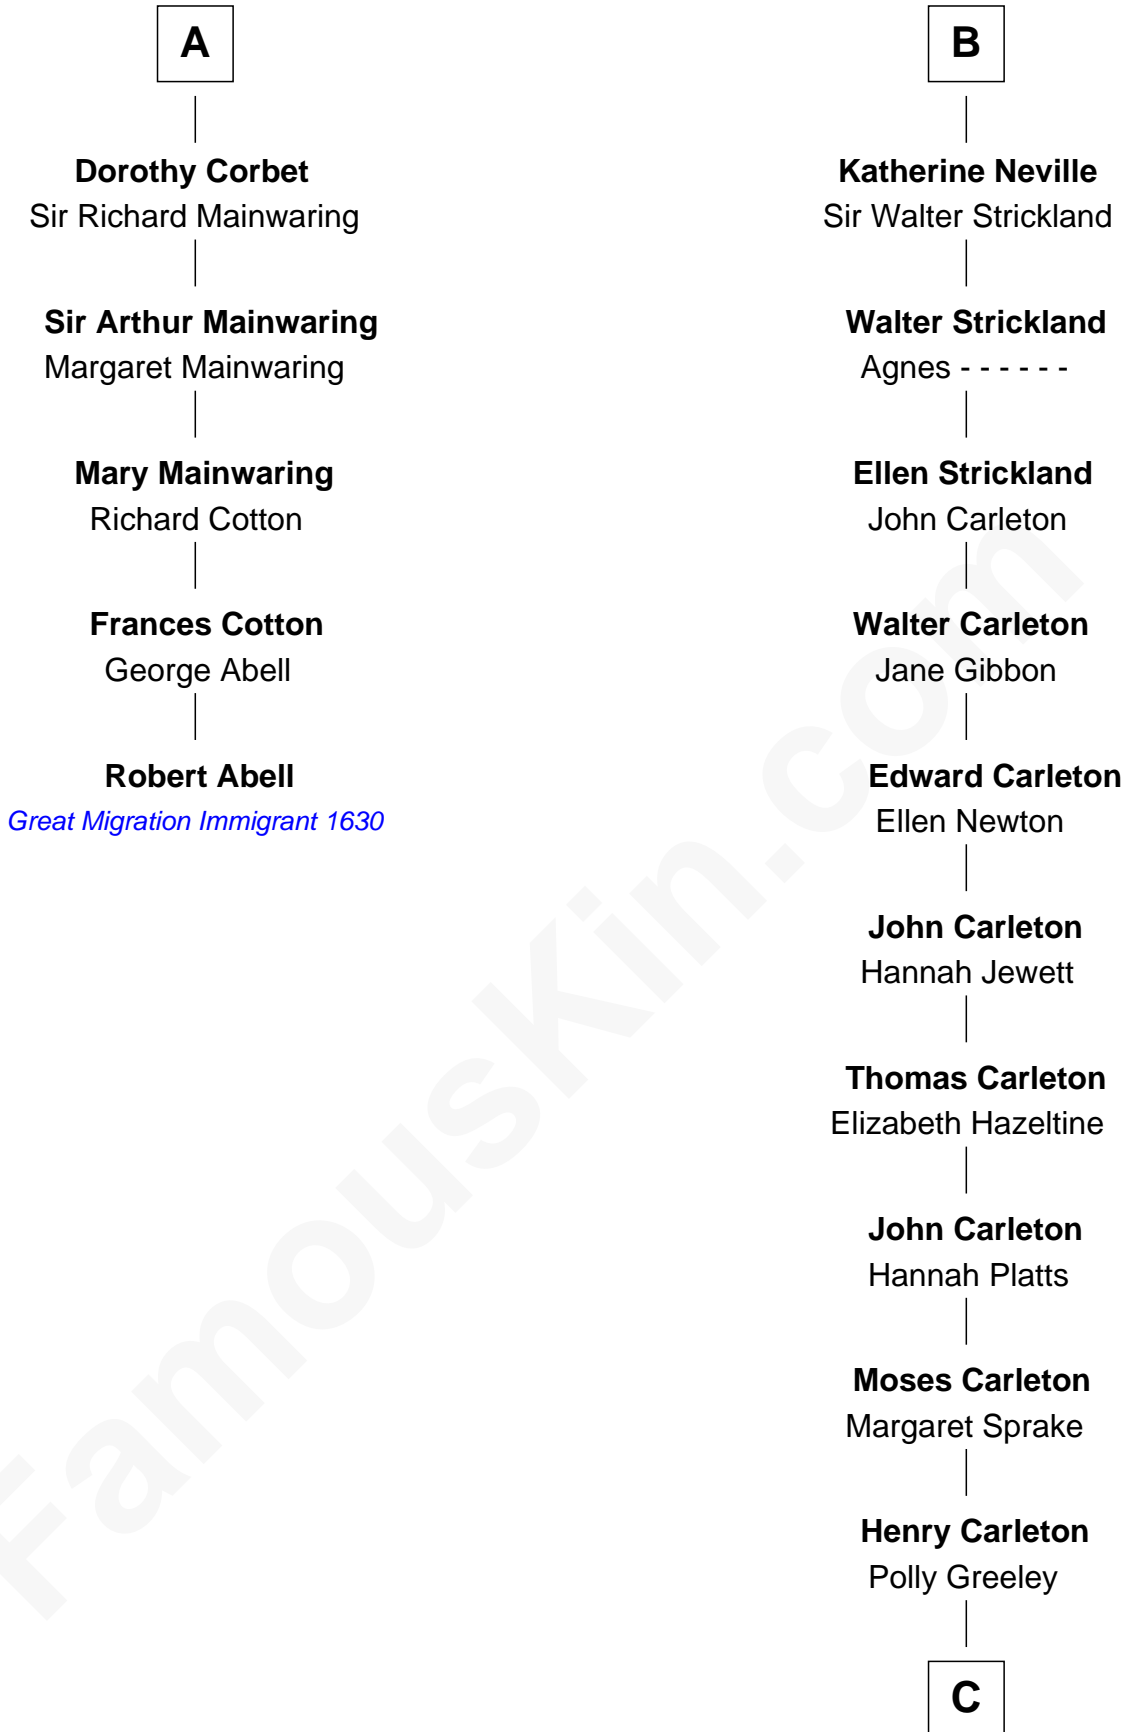 A
Dorothy Corbet
Sir Richard Mainwaring
Sir Arthur Mainwaring
Margaret Mainwaring
Mary Mainwaring
Richard Cotton
Frances Cotton
George Abell
Robert Abell
Great Migration Immigrant 1630
B
Katherine Neville
Sir Walter Strickland
Walter Strickland
Agnes - - - - - -
Ellen Strickland
John Carleton
Walter Carleton
Jane Gibbon
Edward Carleton
Ellen Newton
John Carleton
Hannah Jewett
Thomas Carleton
Elizabeth Hazeltine
John Carleton
Hannah Platts
Moses Carleton
Margaret Sprake
Henry Carleton
Polly Greeley
C
FamousKin.com